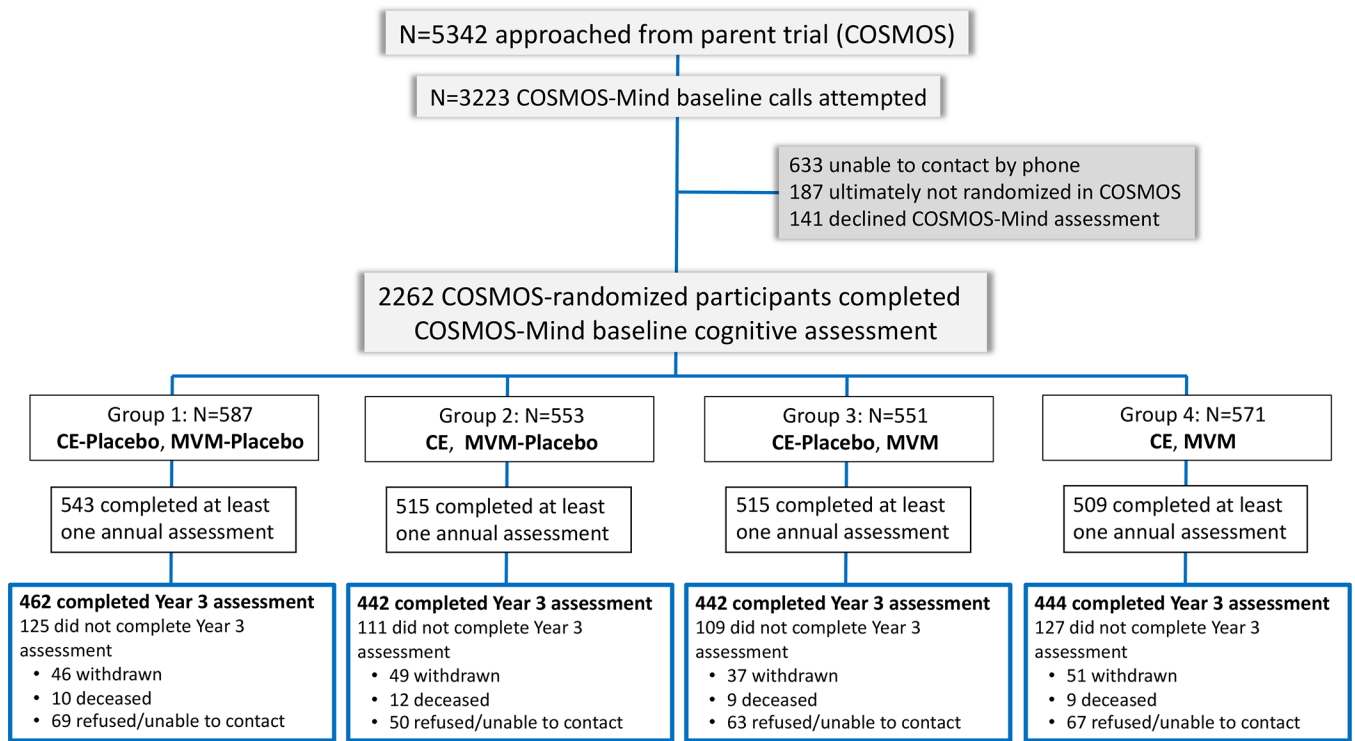 N=5342 approached from parent trial (COSMOS)
N=3223 COSMOS-Mind baseline calls attempted
633 unable to contact by phone
187 ultimately not randomized in COSMOS
141 declined COSMOS-Mind assessment
2262 COSMOS-randomized participants completed
COSMOS-Mind baseline cognitive assessment
Group 1: N=587
CE-Placebo, MVM-Placebo
543 completed at least
one annual assessment
462 completed Year 3 assessment
125 did not complete Year 3
assessment
• 46 withdrawn
• 10 deceased
• 69 refused/unable to contact
Group 2: N=553
CE, MVM-Placebo
515 completed at least
one annual assessment
442 completed Year 3 assessment
111 did not complete Year 3
assessment
• 49 withdrawn
• 12 deceased
• 50 refused/unable to contact
Group 3: N=551
CE-Placebo, MVM
515 completed at least
one annual assessment
442 completed Year 3 assessment
109 did not complete Year 3
assessment
• 37 withdrawn
• 9 deceased
• 63 refused/unable to contact
Group 4: N=571
CE, MVM
509 completed at least
one annual assessment
444 completed Year 3 assessment
127 did not complete Year 3
assessment
• 51 withdrawn
• 9 deceased
• 67 refused/unable to contact